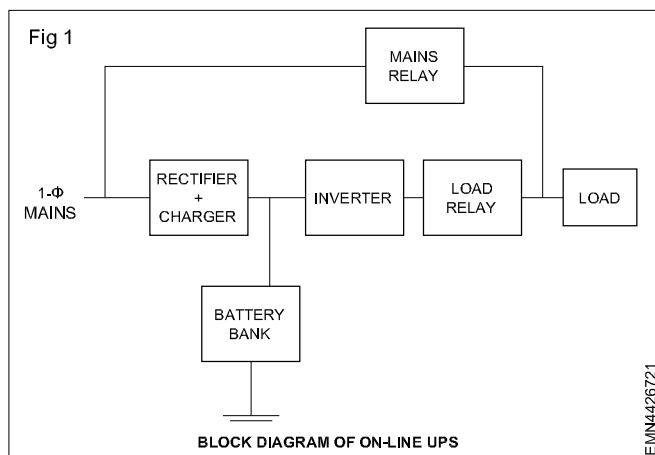 Fig 1
MAINS
RELAY
1-Φ
MAINS
RECTIFIER
+
CHARGER
INVERTER
LOAD
RELAY
LOAD
BATTERY
BANK
BLOCK DIAGRAM OF ON-LINE UPS
EMN4426721